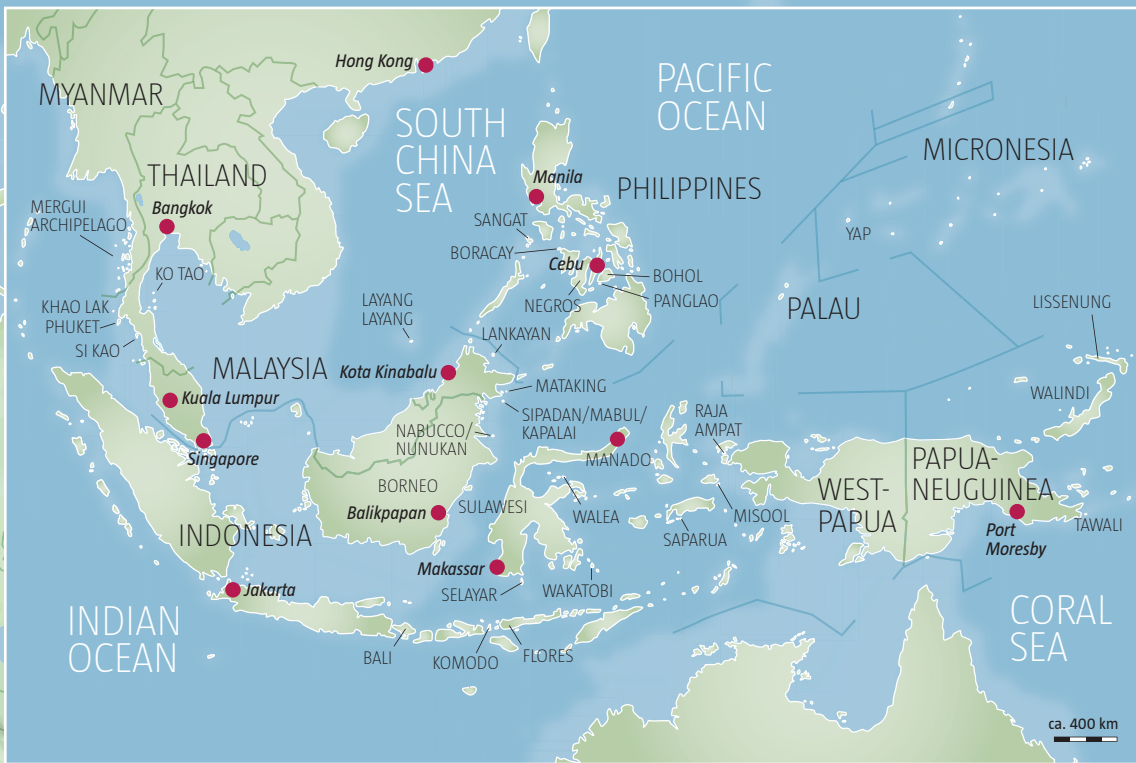 Hong Kong
MYANMAR
PACIFIC
OCEAN
SOUTH
CHINA
SEA
MICRONESIA
THAILAND
Manila
PHILIPPINES
MERGUI
ARCHIPELAGO
Bangkok
SANGAT
YAP
BORACAY
Cebu
BOHOL
KO TAO
NEGROS
PANGLAO
LAYANG
LAYANG
PALAU
LISSENUNG
KHAO LAK
PHUKET
SI KAO
LANKAYAN
MALAYSIA
Kota Kinabalu
MATAKING
WALINDI
Kuala Lumpur
SIPADAN/MABUL/
KAPALAI
RAJA
AMPAT
NABUCCO/
NUNUKAN
Singapore
MANADO
PAPUA-
NEUGUINEA
BORNEO
WEST-
PAPUA
Balikpapan
SULAWESI
WALEA
MISOOL
TAWALI
INDONESIA
SAPARUA
Port
Moresby
Makassar
Jakarta
SELAYAR
WAKATOBI
INDIAN
OCEAN
CORAL
SEA
BALI
KOMODO
FLORES
ca. 400 km